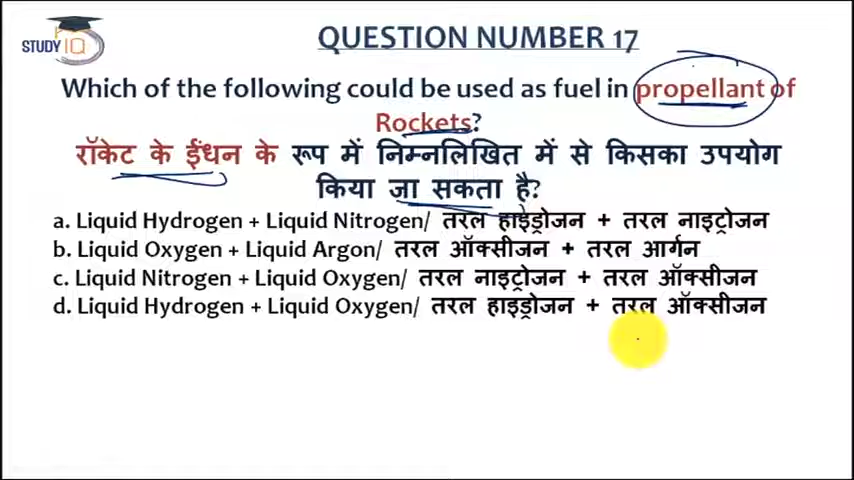 STUDY IQ
QUESTION NUMBER 17
Which of the following could be used as fuel in propellant of
Rockets?
रॉकेट के ईंधन के रूप में निम्नलिखित में से किसका उपयोग
किया जा सकता है?
a. Liquid Hydrogen + Liquid Nitrogen/ तरल हाइड्रोजन + तरल नाइट्रोजन
b. Liquid Oxygen + Liquid Argon/ तरल ऑक्सीजन + तरल आर्गन
c. Liquid Nitrogen + Liquid Oxygen/ तरल नाइट्रोजन + तरल ऑक्सीजन
d. Liquid Hydrogen + Liquid Oxygen/ तरल हाइड्रोजन + तरल ऑक्सीजन